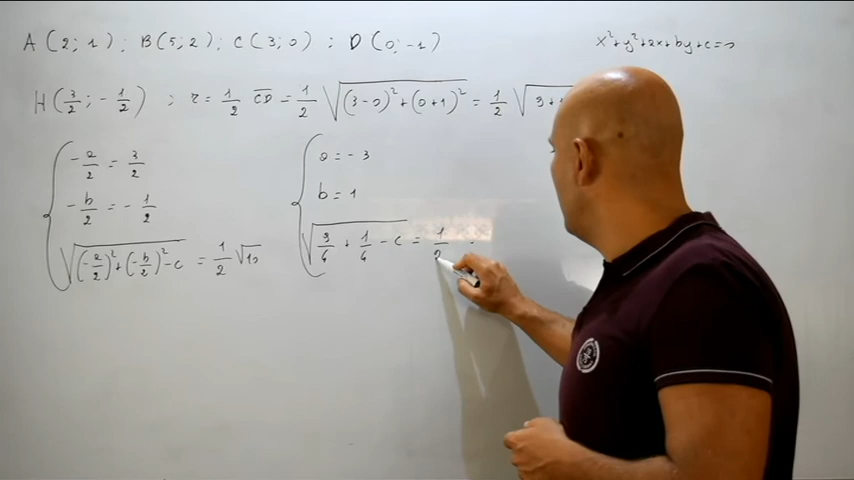 A(2;1); B(5;2); C(3;0); D(0;-1)
x²+y²+ax+by+c=0
H(3/2; -1/2); r = 1/2 CD = 1/2 √((3-0)²+(0+1)²) = 1/2 √9+
-a/2 = 3/2
a = -3
-b/2 = -1/2
b = 1
√((-a/2)²+(-b/2)²-c) = 1/2 √10
√(9/4 + 1/4 - c) = 1/2